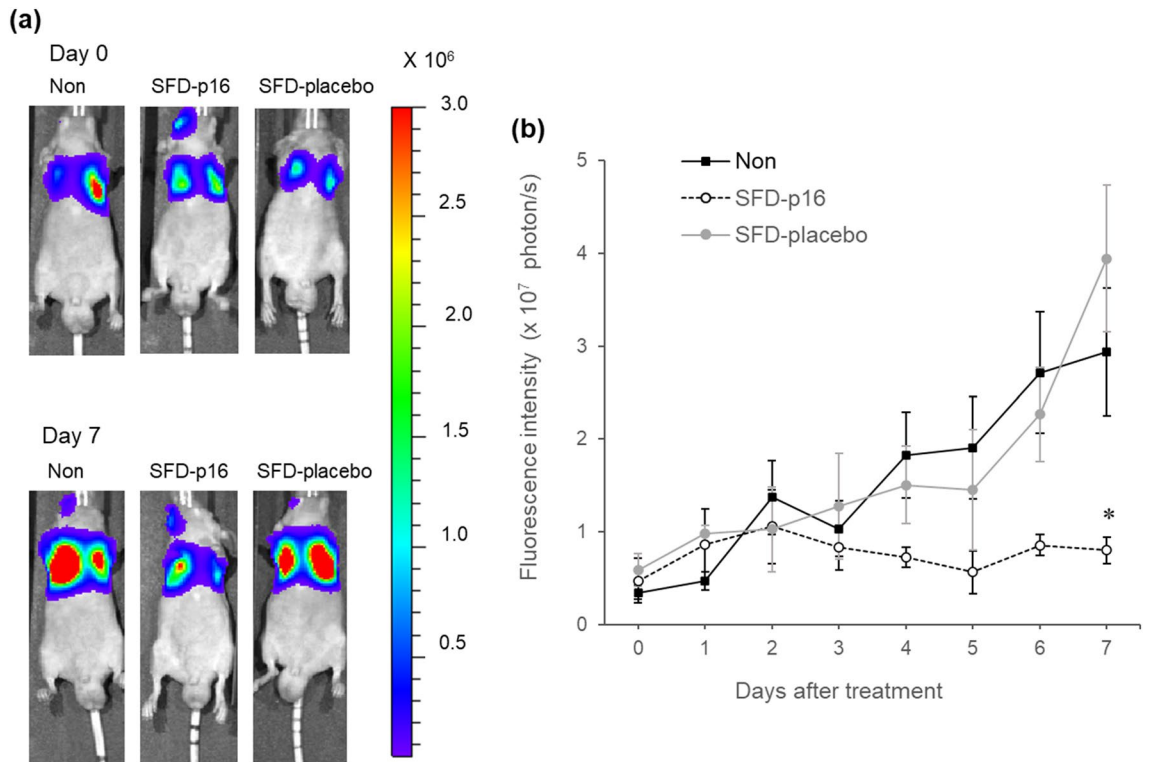 (a)
Day 0
Non SFD-p16 SFD-placebo
X 10⁶
3.0
2.5
2.0
1.5
1.0
0.5
Day 7
Non SFD-p16 SFD-placebo
(b)
Non
SFD-p16
SFD-placebo
Fluorescence intensity (x 10⁷ photon/s)
5
4
3
2
1
0
*
0 1 2 3 4 5 6 7
Days after treatment